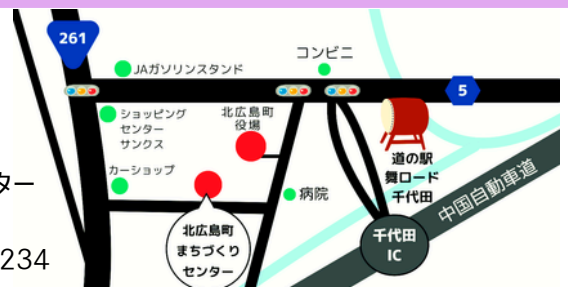 261
コンビニ
JAガソリンスタンド
5
ショッピング
センター
サンクス
北広島町
役場
道の駅
舞ロード
千代田
カーショップ
ター
病院
中国自動車道
北広島町
まちづくり
センター
千代田
IC
234